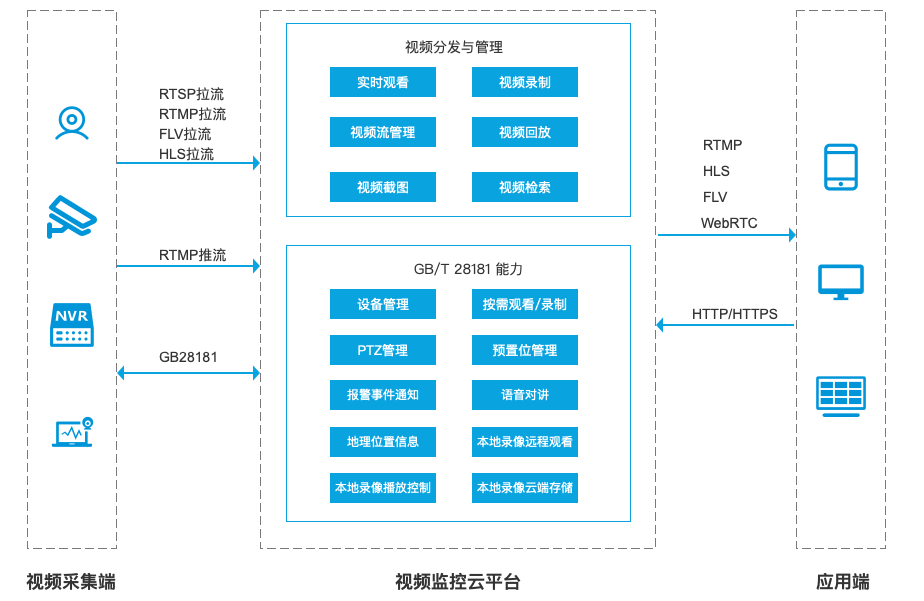 RTSP拉流
RTMP拉流
FLV拉流
HLS拉流
RTMP推流
GB28181
NVR
视频采集端
视频分发与管理
实时观看
视频录制
视频流管理
视频回放
视频截图
视频检索
GB/T 28181 能力
设备管理
按需观看/录制
PTZ管理
预置位管理
报警事件通知
语音对讲
地理位置信息
本地录像远程观看
本地录像播放控制
本地录像云端存储
视频监控云平台
RTMP
HLS
FLV
WebRTC
HTTP/HTTPS
应用端